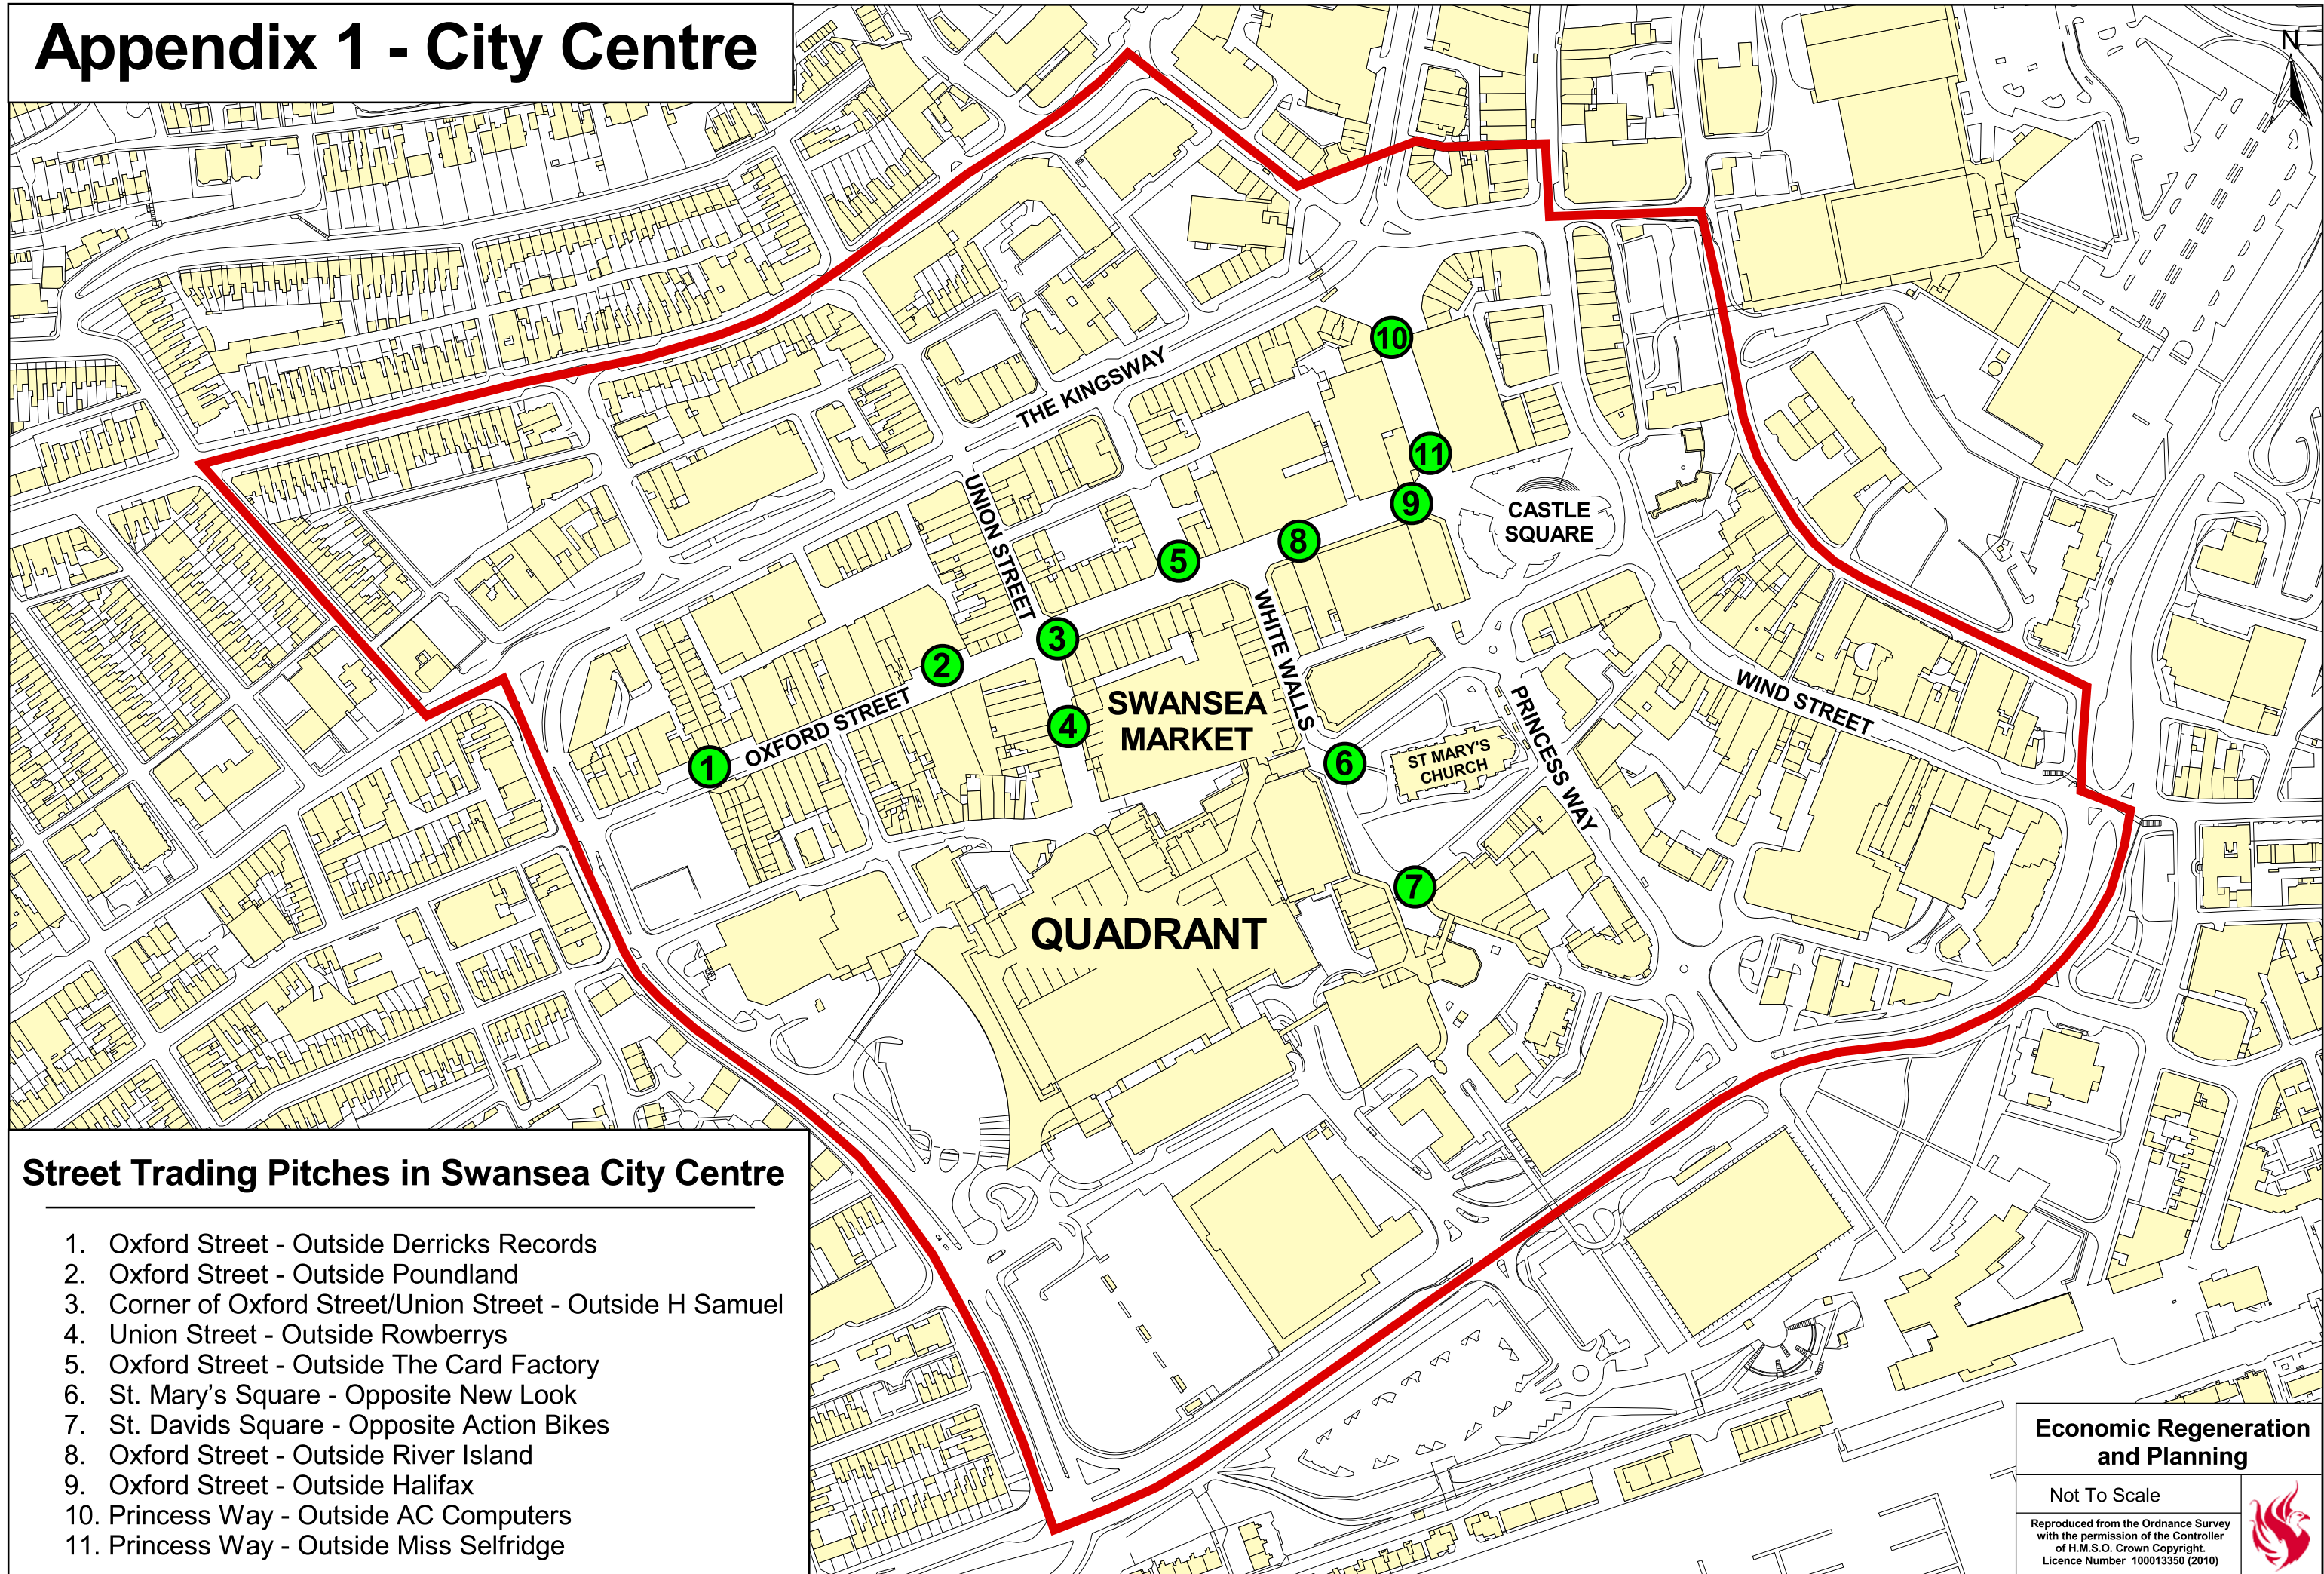 Appendix 1 - City Centre
N
THE KINGSWAY
10
11
UNION STREET
9
CASTLE
SQUARE
8
5
WHITE WALLS
3
2
SWANSEA
MARKET
OXFORD STREET
4
1
6
ST MARY'S
CHURCH
PRINCESS WAY
WIND STREET
7
QUADRANT
Street Trading Pitches in Swansea City Centre
1. Oxford Street - Outside Derricks Records
2. Oxford Street - Outside Poundland
3. Corner of Oxford Street/Union Street - Outside H Samuel
4. Union Street - Outside Rowberrys
5. Oxford Street - Outside The Card Factory
6. St. Mary’s Square - Opposite New Look
7. St. Davids Square - Opposite Action Bikes
8. Oxford Street - Outside River Island
9. Oxford Street - Outside Halifax
10. Princess Way - Outside AC Computers
11. Princess Way - Outside Miss Selfridge
Economic Regeneration
and Planning
Not To Scale
Reproduced from the Ordnance Survey
with the permission of the Controller
of H.M.S.O. Crown Copyright.
Licence Number 100013350 (2010)